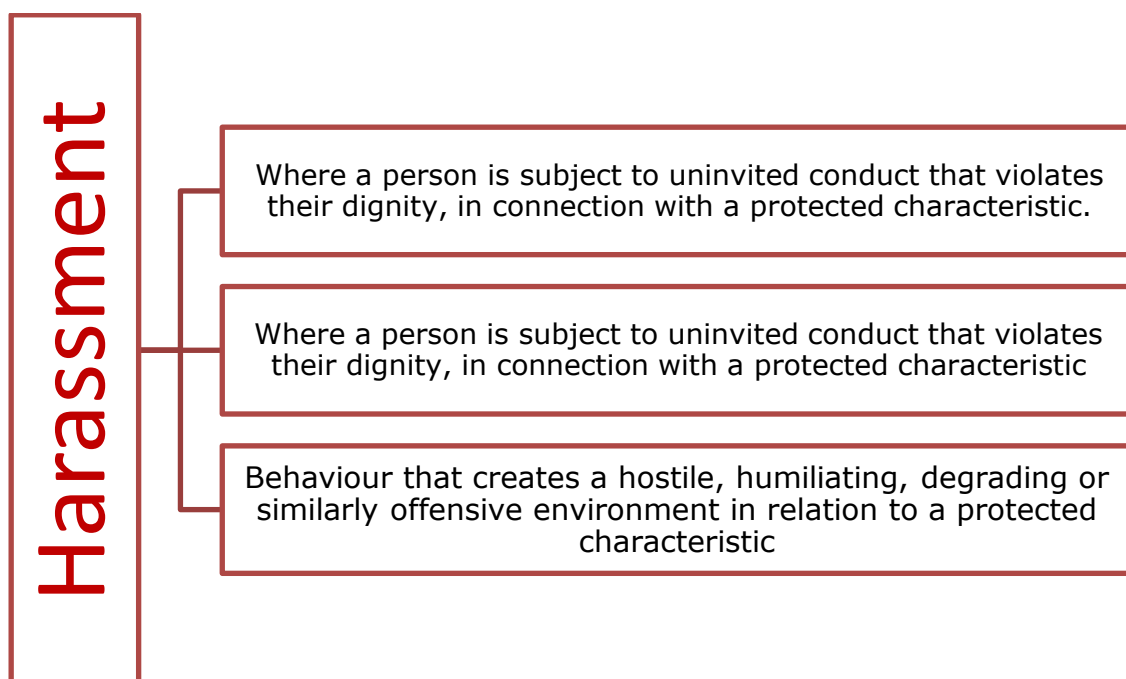 Harassment
Where a person is subject to uninvited conduct that violates
their dignity, in connection with a protected characteristic.
Where a person is subject to uninvited conduct that violates
their dignity, in connection with a protected characteristic
Behaviour that creates a hostile, humiliating, degrading or
similarly offensive environment in relation to a protected
characteristic